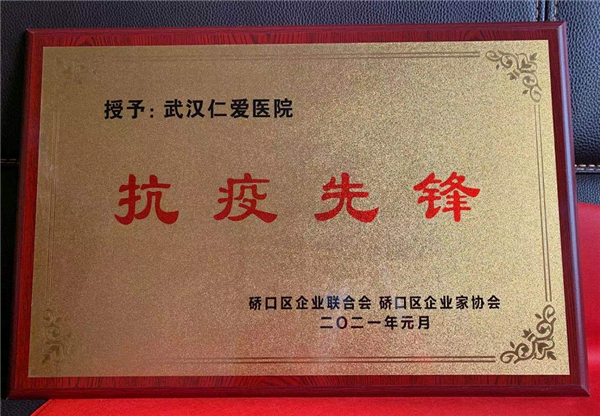 授予：武汉仁爱医院
抗疫先锋
硚口区企业联合会 硚口区企业家协会
二〇二一年元月